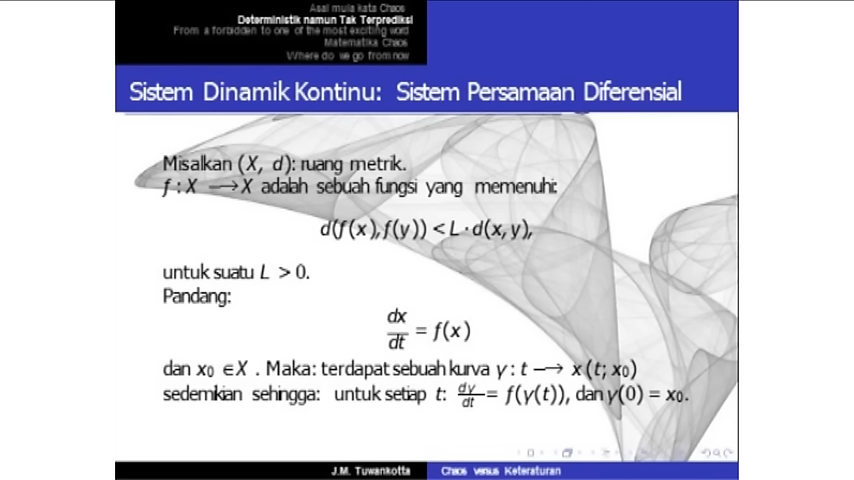 Asal mula kata Chaos
Deterministik namun Tak Terprediksi
From a forbidden to one of the most exciting word
Matematika Chaos
Where do we go from now
Sistem Dinamik Kontinu: Sistem Persamaan Diferensial
Misalkan (X, d): ruang metrik.
f : X ⟶ X adalah sebuah fungsi yang memenuhi:
d(f(x), f(y)) < L · d(x, y),
untuk suatu L > 0.
Pandang:
dx/dt = f(x)
dan x₀ ∈ X . Maka: terdapat sebuah kurva γ : t ⟶ x(t; x₀)
sedemikian sehingga: untuk setiap t: dγ/dt = f(γ(t)), dan γ(0) = x₀.
J.M. Tuwankotta
Chaos versus Keteraturan